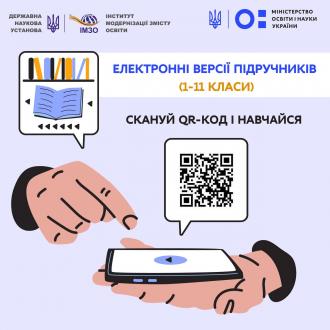 ДЕРЖАВНА
НАУКОВА
УСТАНОВА
ІМЗО
ІНСТИТУТ
МОДЕРНІЗАЦІЇ ЗМІСТУ
ОСВІТИ
МІНІСТЕРСТВО
ОСВІТИ І НАУКИ
УКРАЇНИ
ЕЛЕКТРОННІ ВЕРСІЇ ПІДРУЧНИКІВ
(1-11 КЛАСИ)
СКАНУЙ QR-КОД І НАВЧАЙСЯ